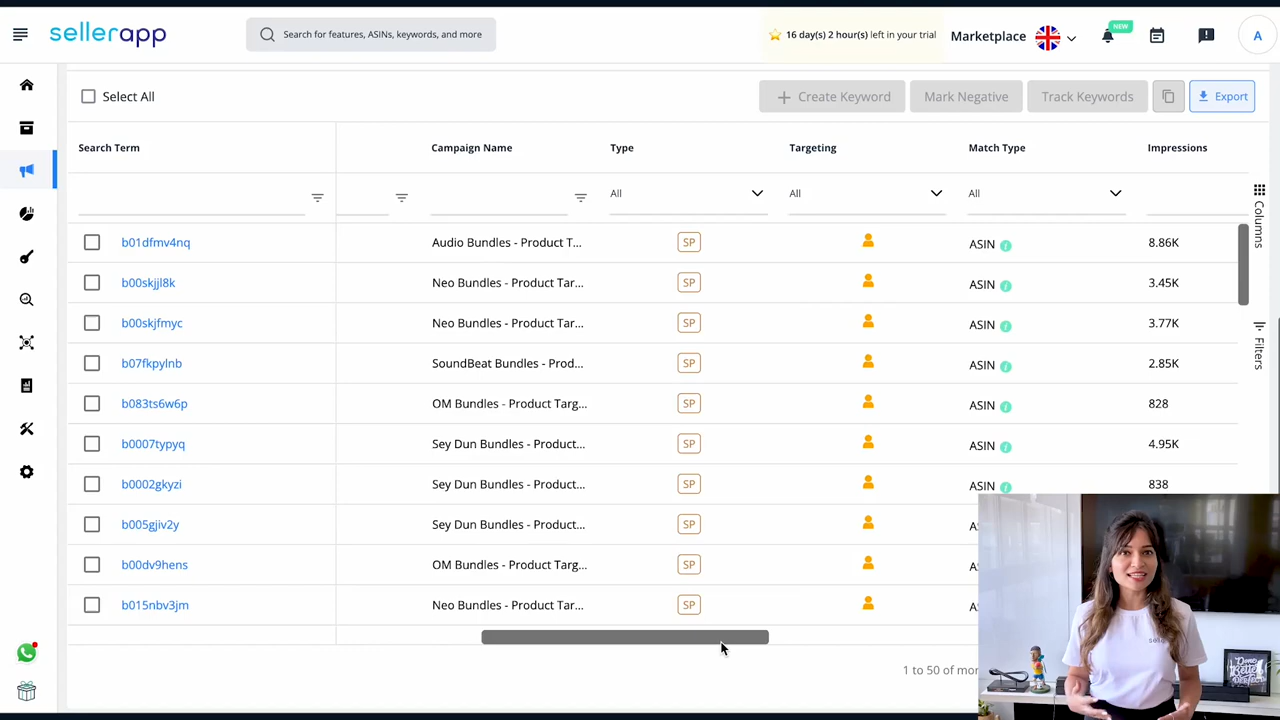 sellerapp
Search for features, ASINs, keywords, and more
16 day(s) 2 hour(s) left in your trial
Marketplace
NEW
A
Select All
Create Keyword
Mark Negative
Track Keywords
Export
Search Term
Campaign Name
Type
Targeting
Match Type
Impressions
All
All
All
Columns
Filters
b01dfmv4nq Audio Bundles - Product T... SP ASIN 8.86K
b00skjjl8k Neo Bundles - Product Tar... SP ASIN 3.45K
b00skjfmyc Neo Bundles - Product Tar... SP ASIN 3.77K
b07fkpylnb SoundBeat Bundles - Prod... SP ASIN 2.85K
b083ts6w6p OM Bundles - Product Targ... SP ASIN 828
b0007typyq Sey Dun Bundles - Product... SP ASIN 4.95K
b0002gkyzi Sey Dun Bundles - Product... SP ASIN 838
b005gjiv2y Sey Dun Bundles - Product... SP A
b00dv9hens OM Bundles - Product Targ... SP A
b015nbv3jm Neo Bundles - Product Tar... SP A
1 to 50 of mor
Done
Better
Than
Perfect